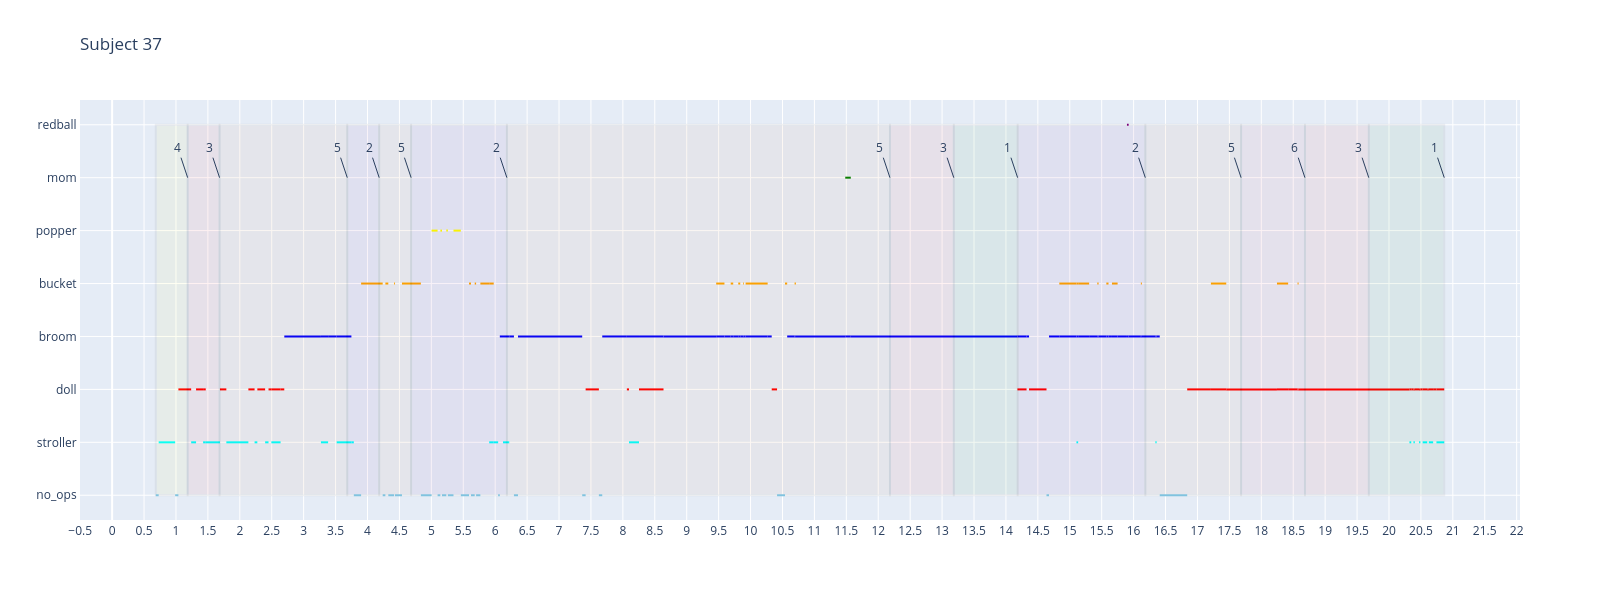 Subject 37
redball
4 3 5 2 5 2 5 3 1 2 5 6 3 1
mom
popper
bucket
broom
doll
stroller
no_ops
−0.5 0 0.5 1 1.5 2 2.5 3 3.5 4 4.5 5 5.5 6 6.5 7 7.5 8 8.5 9 9.5 10 10.5 11 11.5 12 12.5 13 13.5 14 14.5 15 15.5 16 16.5 17 17.5 18 18.5 19 19.5 20 20.5 21 21.5 22